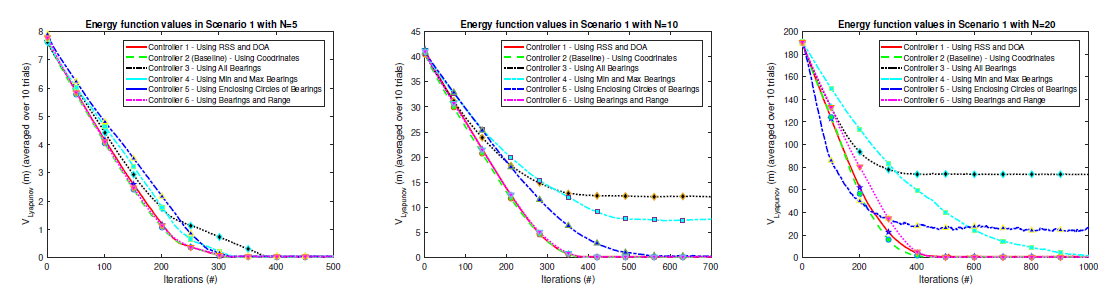 Energy function values in Scenario 1 with N=5
8
7
6
5
4
3
2
1
0
V_Lyapunov (m) (averaged over 10 trials)
Controller 1 - Using RSS and DOA
Controller 2 (Baseline) - Using Coodrinates
Controller 3 - Using All Bearings
Controller 4 - Using Min and Max Bearings
Controller 5 - Using Enclosing Circles of Bearings
Controller 6 - Using Bearings and Range
0 100 200 300 400 500
Iterations (#)
Energy function values in Scenario 1 with N=10
45
40
35
30
25
20
15
10
5
0
V_Lyapunov (m) (averaged over 10 trials)
Controller 1 - Using RSS and DOA
Controller 2 (Baseline) - Using Coodrinates
Controller 3 - Using All Bearings
Controller 4 - Using Min and Max Bearings
Controller 5 - Using Enclosing Circles of Bearings
Controller 6 - Using Bearings and Range
0 100 200 300 400 500 600 700
Iterations (#)
Energy function values in Scenario 1 with N=20
200
180
160
140
120
100
80
60
40
20
0
V_Lyapunov (m) (averaged over 10 trials)
Controller 1 - Using RSS and DOA
Controller 2 (Baseline) - Using Coodrinates
Controller 3 - Using All Bearings
Controller 4 - Using Min and Max Bearings
Controller 5 - Using Enclosing Circles of Bearings
Controller 6 - Using Bearings and Range
0 200 400 600 800 1000
Iterations (#)